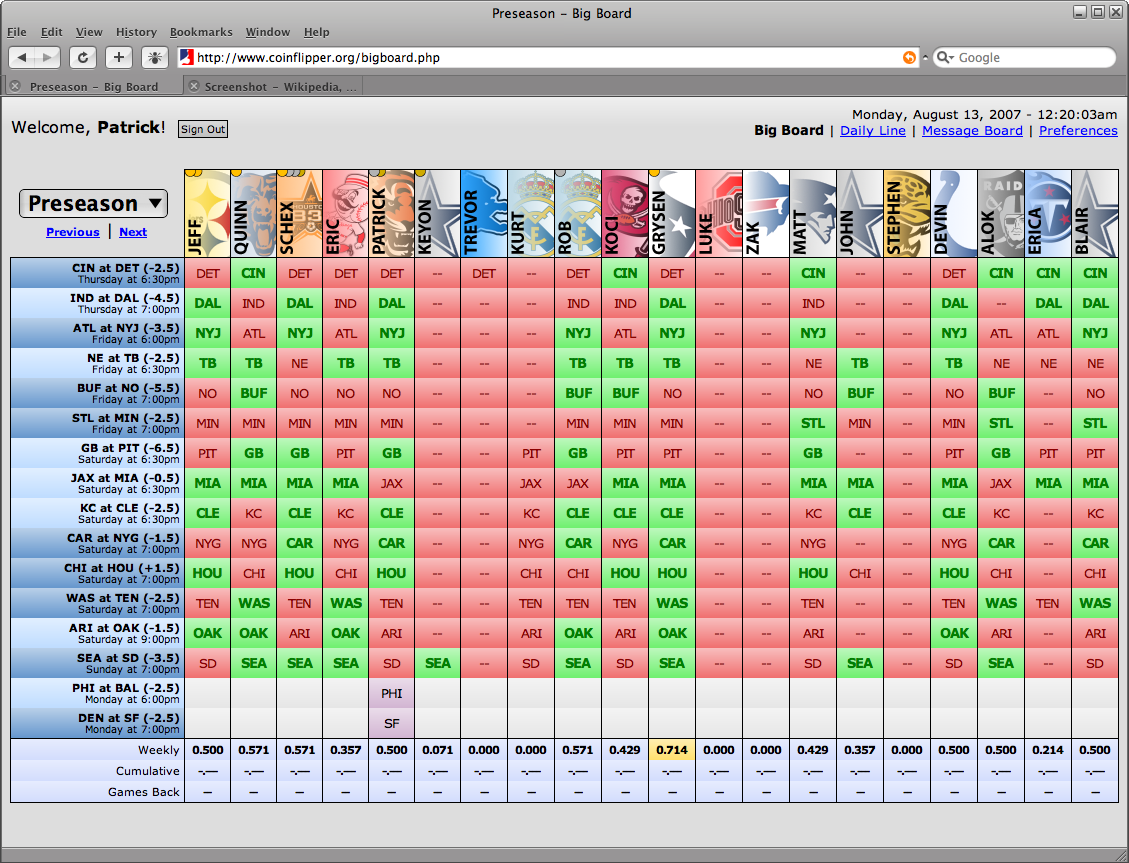 Preseason – Big Board
File Edit View History Bookmarks Window Help
http://www.coinflipper.org/bigboard.php Google
Preseason – Big Board Screenshot – Wikipedia, ...
Monday, August 13, 2007 - 12:20:03am
Welcome, Patrick! Sign Out
Big Board | Daily Line | Message Board | Preferences
Preseason
Previous | Next
JEFF QUINN SCHEX ERIC PATRICK KEYON TREVOR KURT ROB KOCI GRYSEN LUKE ZAK MATT JOHN STEPHEN DEVIN ALOK ERICA BLAIR
CIN at DET (-2.5) DET CIN DET DET DET -- DET -- DET CIN DET -- -- CIN -- -- DET CIN CIN CIN
Thursday at 6:30pm
IND at DAL (-4.5) DAL IND DAL IND DAL -- -- -- IND IND DAL -- -- IND -- -- DAL -- DAL DAL
Thursday at 7:00pm
ATL at NYJ (-3.5) NYJ ATL NYJ ATL NYJ -- -- -- NYJ ATL NYJ -- -- NYJ -- -- NYJ ATL ATL NYJ
Friday at 6:00pm
NE at TB (-2.5) TB TB NE TB TB -- -- -- TB TB TB -- -- NE TB -- TB NE NE NE
Friday at 6:30pm
BUF at NO (-5.5) NO BUF NO NO NO -- -- -- BUF BUF NO -- -- NO BUF -- NO BUF -- NO
Friday at 7:00pm
STL at MIN (-2.5) MIN MIN MIN MIN MIN -- -- -- MIN MIN MIN -- -- STL MIN -- MIN STL -- STL
Friday at 7:00pm
GB at PIT (-6.5) PIT GB GB PIT GB -- -- PIT GB PIT PIT -- -- GB -- -- PIT GB PIT PIT
Saturday at 6:30pm
JAX at MIA (-0.5) MIA MIA MIA MIA JAX -- -- JAX JAX MIA MIA -- -- MIA MIA -- MIA JAX MIA MIA
Saturday at 6:30pm
KC at CLE (-2.5) CLE KC CLE KC CLE -- -- KC CLE CLE CLE -- -- KC CLE -- CLE KC -- KC
Saturday at 6:30pm
CAR at NYG (-1.5) NYG NYG CAR NYG CAR -- -- NYG CAR NYG CAR -- -- NYG -- -- NYG CAR -- CAR
Saturday at 7:00pm
CHI at HOU (+1.5) HOU CHI HOU CHI HOU -- -- CHI CHI HOU HOU -- -- HOU CHI -- HOU CHI -- CHI
Saturday at 7:00pm
WAS at TEN (-2.5) TEN WAS TEN WAS TEN -- -- TEN TEN TEN WAS -- -- TEN -- -- TEN WAS TEN WAS
Saturday at 7:00pm
ARI at OAK (-1.5) OAK OAK ARI OAK ARI -- -- ARI OAK ARI OAK -- -- ARI -- -- OAK ARI -- ARI
Saturday at 9:00pm
SEA at SD (-3.5) SD SEA SEA SEA SD SEA -- SD SEA SD SEA -- -- SD SEA -- SD SEA -- SD
Sunday at 7:00pm
PHI at BAL (-2.5) PHI
Monday at 6:00pm
DEN at SF (-2.5) SF
Monday at 7:00pm
Weekly 0.500 0.571 0.571 0.357 0.500 0.071 0.000 0.000 0.571 0.429 0.714 0.000 0.000 0.429 0.357 0.000 0.500 0.500 0.214 0.500
Cumulative -.— -.— -.— -.— -.— -.— -.— -.— -.— -.— -.— -.— -.— -.— -.— -.— -.— -.— -.— -.—
Games Back — — — — — — — — — — — — — — — — — — — —